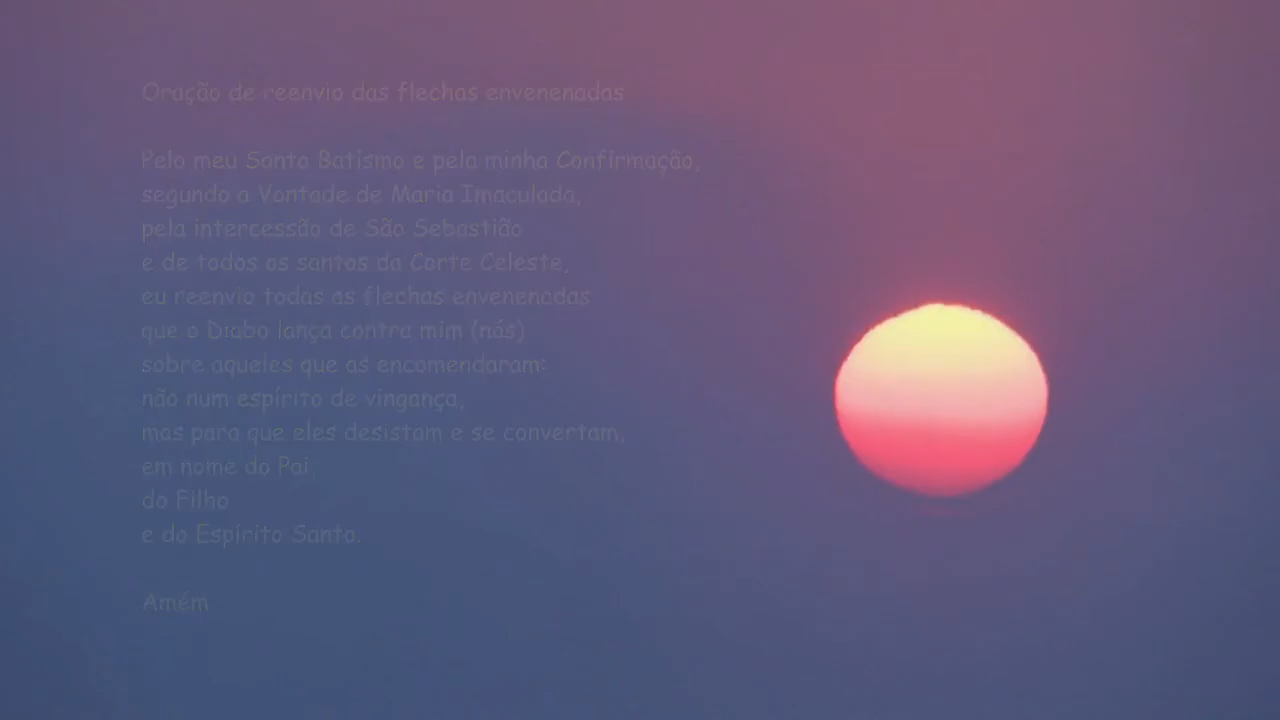 Oração de reenvio das flechas envenenadas
Pelo meu Santo Batismo e pela minha Confirmação,
segundo a Vontade de Maria Imaculada,
pela intercessão de São Sebastião
e de todos os santos da Corte Celeste,
eu reenvio todas as flechas envenenadas
que o Diabo lança contra mim (nós)
sobre aqueles que as encomendaram:
não num espírito de vingança,
mas para que eles desistam e se convertam,
em nome do Pai,
do Filho
e do Espírito Santo.
Amém